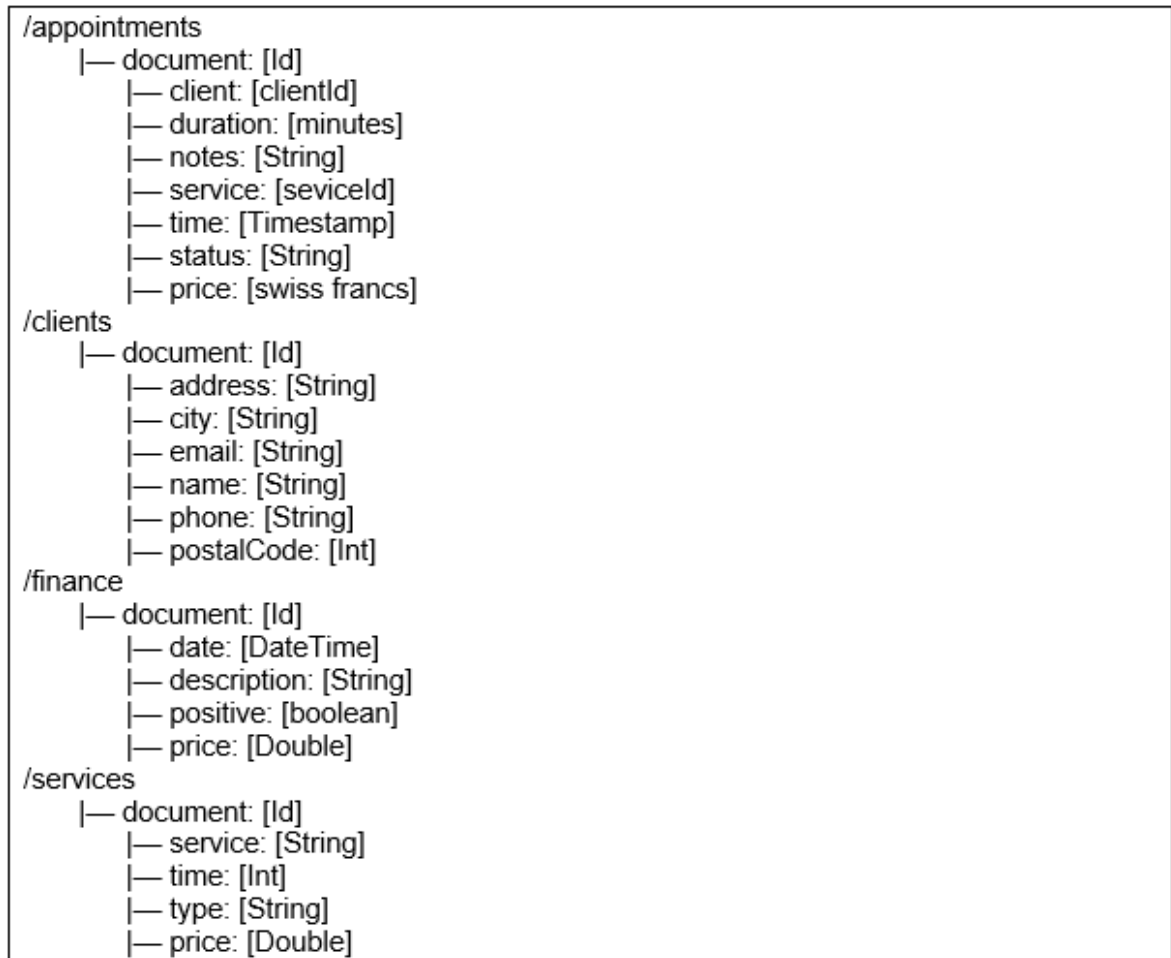 /appointments
|— document: [Id]
|— client: [clientId]
|— duration: [minutes]
|— notes: [String]
|— service: [seviceId]
|— time: [Timestamp]
|— status: [String]
|— price: [swiss francs]
/clients
|— document: [Id]
|— address: [String]
|— city: [String]
|— email: [String]
|— name: [String]
|— phone: [String]
|— postalCode: [Int]
/finance
|— document: [Id]
|— date: [DateTime]
|— description: [String]
|— positive: [boolean]
|— price: [Double]
/services
|— document: [Id]
|— service: [String]
|— time: [Int]
|— type: [String]
|— price: [Double]